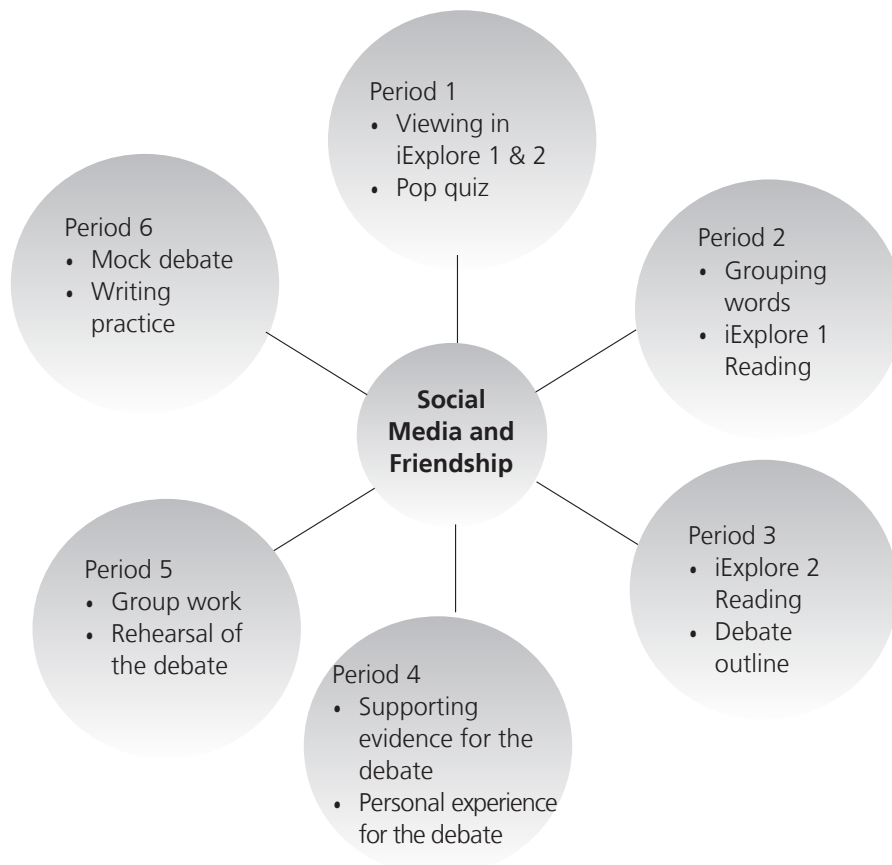 Period 1
• Viewing in
iExplore 1 & 2
• Pop quiz
Period 2
• Grouping
words
• iExplore 1
Reading
Period 3
• iExplore 2
Reading
• Debate
outline
Period 4
• Supporting
evidence for the
debate
• Personal experience
for the debate
Period 5
• Group work
• Rehearsal of
the debate
Period 6
• Mock debate
• Writing
practice
Social
Media and
Friendship